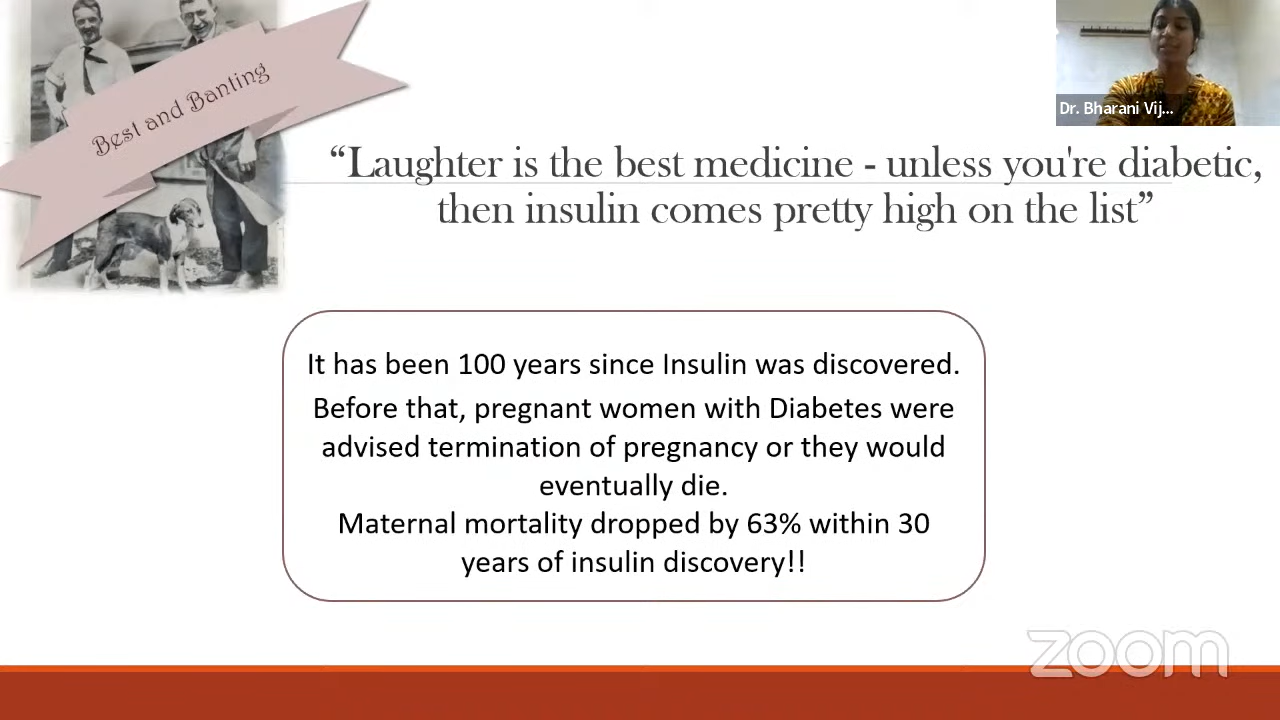 Best and Banting
Dr. Bharani Vij...
“Laughter is the best medicine - unless you're diabetic,
then insulin comes pretty high on the list”
It has been 100 years since Insulin was discovered.
Before that, pregnant women with Diabetes were
advised termination of pregnancy or they would
eventually die.
Maternal mortality dropped by 63% within 30
years of insulin discovery!!
zoom